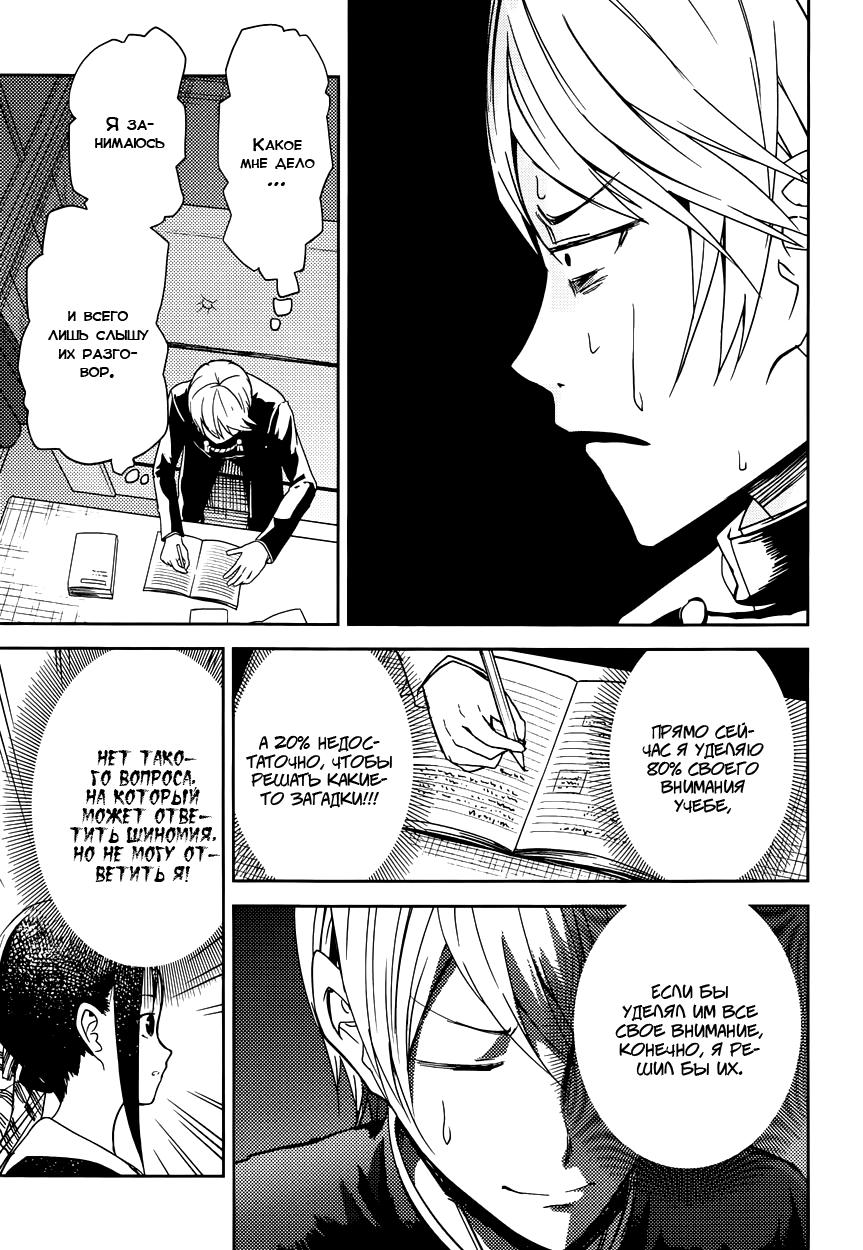 Какое
мне дело
...
Я за-
нимаюсь
и всего
лишь слышу
их разго-
вор.
ПРЯМО СЕЙ-
ЧАС Я УДЕЛЯЮ
80% СВОЕГО
ВНИМАНИЯ
УЧЕБЕ,
А 20% НЕДОС-
ТАТОЧНО, ЧТОБЫ
РЕШАТЬ КАКИЕ-
ТО ЗАГАДКИ!!!
ЕСЛИ БЫ
УДЕЛЯЛ ИМ ВСЕ
СВОЕ ВНИМАНИЕ,
КОНЕЧНО, Я РЕ-
ШИЛ БЫ ИХ.
НЕТ ТАКО-
ГО ВОПРОСА,
НА КОТОРЫЙ
МОЖЕТ ОТВЕ-
ТИТЬ ШИНОМИЯ,
НО НЕ МОГУ ОТ-
ВЕТИТЬ Я!